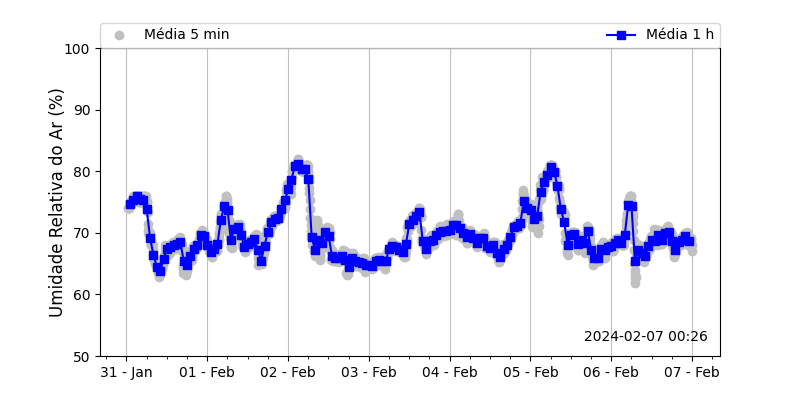 Média 5 min
Média 1 h
Umidade Relativa do Ar (%)
100
90
80
70
60
50
2024-02-07 00:26
31 - Jan
01 - Feb
02 - Feb
03 - Feb
04 - Feb
05 - Feb
06 - Feb
07 - Feb